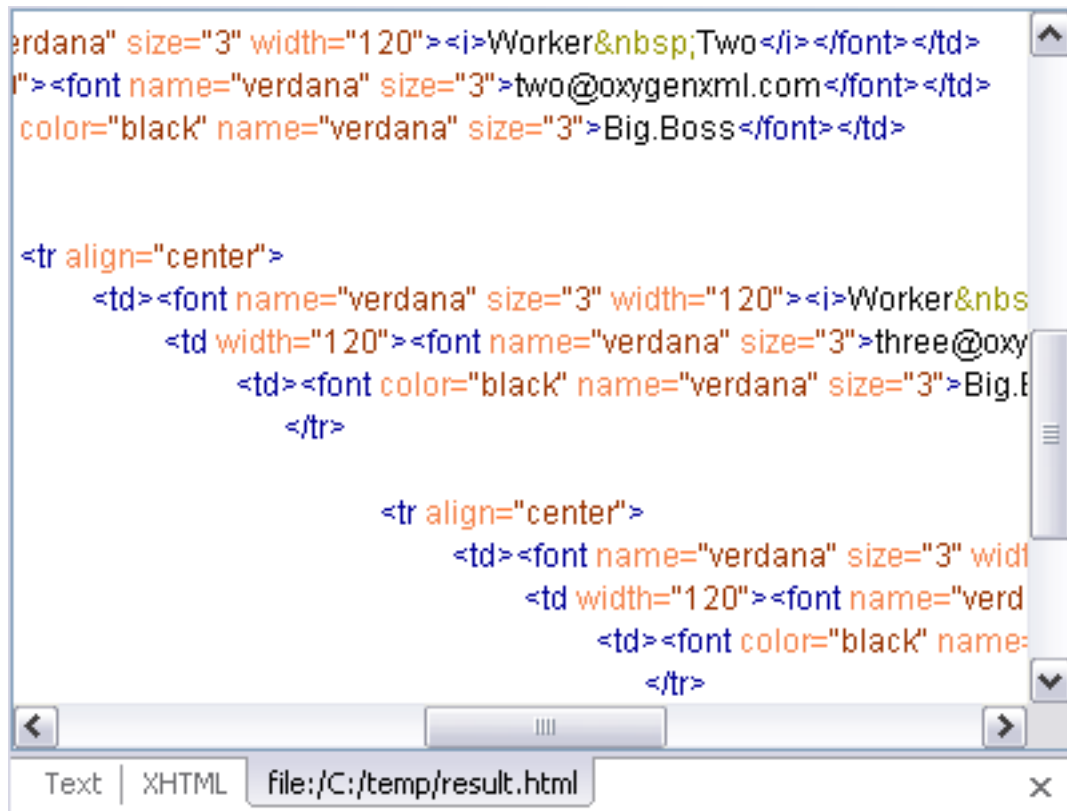 erdana" size="3" width="120"><i>Worker&nbsp;Two</i></font></td>
"><font name="verdana" size="3">two@oxygenxml.com</font></td>
color="black" name="verdana" size="3">Big.Boss</font></td>
<tr align="center">
<td><font name="verdana" size="3" width="120"><i>Worker&nbs
<td width="120"><font name="verdana" size="3">three@oxy
<td><font color="black" name="verdana" size="3">Big.B
</tr>
<tr align="center">
<td><font name="verdana" size="3" widt
<td width="120"><font name="verd
<td><font color="black" name=
</tr>
Text XHTML file:/C:/temp/result.html